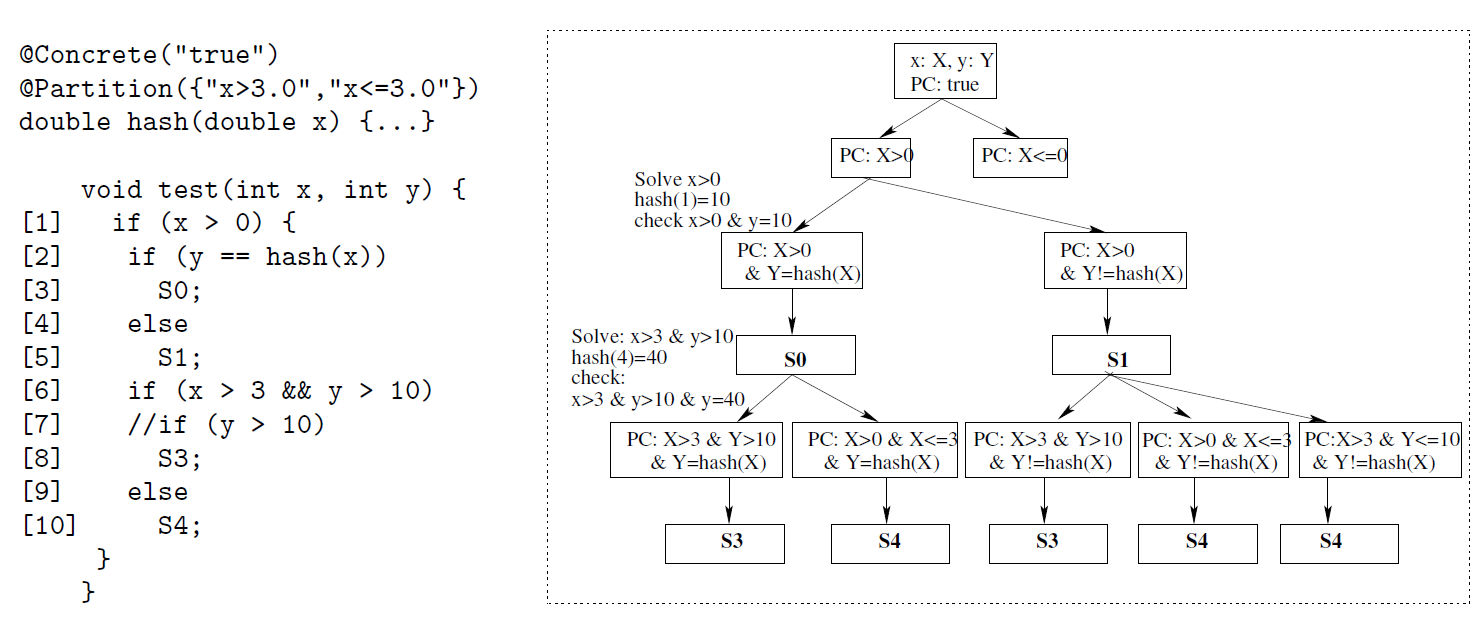 @Concrete("true")
@Partition({"x>3.0","x<=3.0"})
double hash(double x) {...}
void test(int x, int y) {
[1] if (x > 0) {
[2] if (y == hash(x))
[3] S0;
[4] else
[5] S1;
[6] if (x > 3 && y > 10)
[7] //if (y > 10)
[8] S3;
[9] else
[10] S4;
}
}
x: X, y: Y
PC: true
PC: X>0
PC: X<=0
Solve x>0
hash(1)=10
check x>0 & y=10
PC: X>0
& Y=hash(X)
PC: X>0
& Y!=hash(X)
Solve: x>3 & y>10
hash(4)=40
check:
x>3 & y>10 & y=40
S0
S1
PC: X>3 & Y>10
& Y=hash(X)
PC: X>0 & X<=3
& Y=hash(X)
PC: X>3 & Y>10
& Y!=hash(X)
PC: X>0 & X<=3
& Y!=hash(X)
PC:X>3 & Y<=10
& Y!=hash(X)
S3
S4
S3
S4
S4